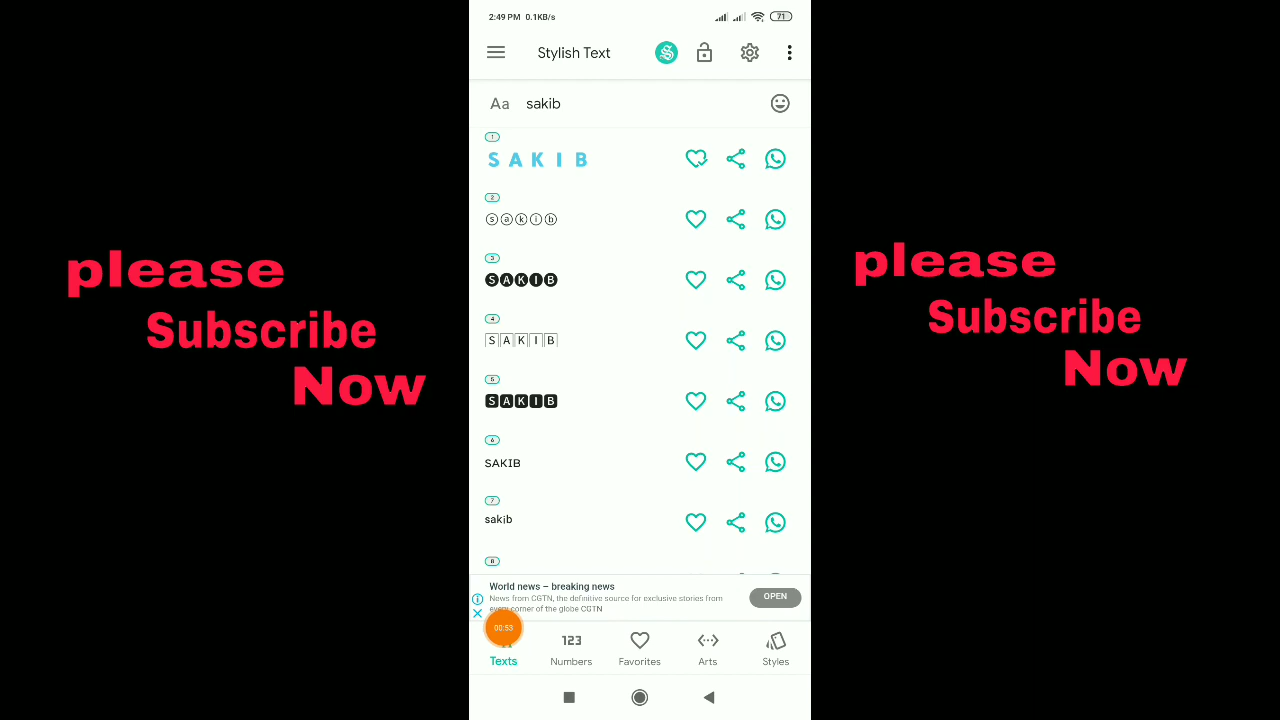 2:49 PM 0.1KB/s
71
Stylish Text
Aa sakib
1
S A K I B
2
ⓢⓐⓚⓘⓑ
3
🅢🅐🅚🅘🅑
4
🅂🄰🄺🄸🄱
5
🆂🅰🅺🅸🅱
6
SAKIB
7
sakib
8
World news – breaking news
OPEN
News from CGTN, the definitive source for exclusive stories from
every corner of the globe CGTN
00:53
123
Texts Numbers Favorites Arts Styles
please
Subscribe
Now
please
Subscribe
Now